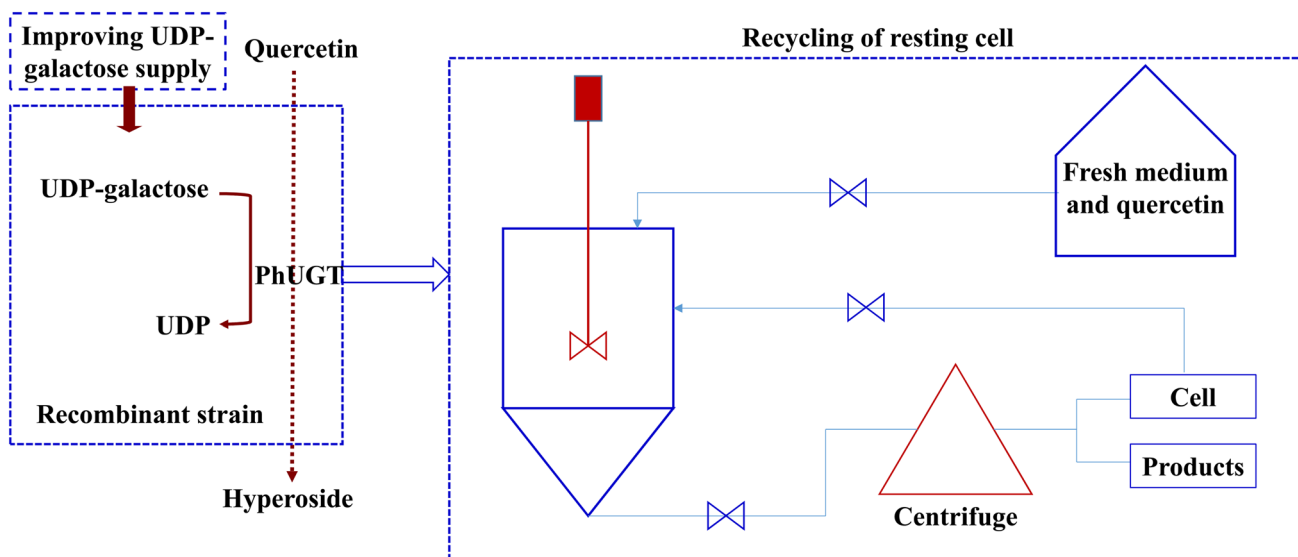 Improving UDP-
galactose supply
Quercetin
UDP-galactose
PhUGT
UDP
Recombinant strain
Hyperoside
Recycling of resting cell
Fresh medium
and quercetin
Cell
Products
Centrifuge